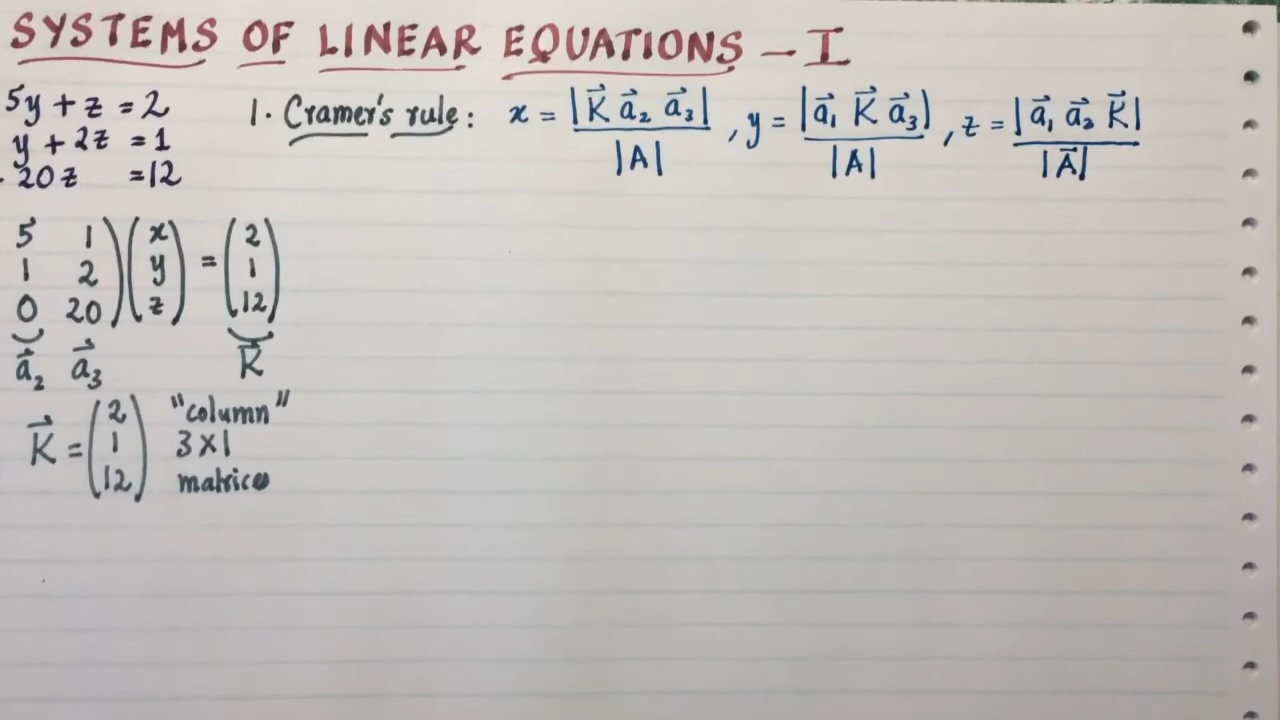 SYSTEMS OF LINEAR EQUATIONS - I
5y + z = 2
y + 2z = 1
- 20z = 12
1. Cramer's rule: x = |K⃗ a⃗₂ a⃗₃| / |A| , y = |a⃗₁ K⃗ a⃗₃| / |A| , z = |a⃗₁ a⃗₂ K⃗| / |A⃗|
5 1 ) ( x ) = ( 2 )
1 2 ) ( y ) = ( 1 )
0 20 ) ( z ) = ( 12 )
a⃗₂ a⃗₃ K⃗
K⃗ = ( 2 1 12 ) "column"
3 x 1
matrices